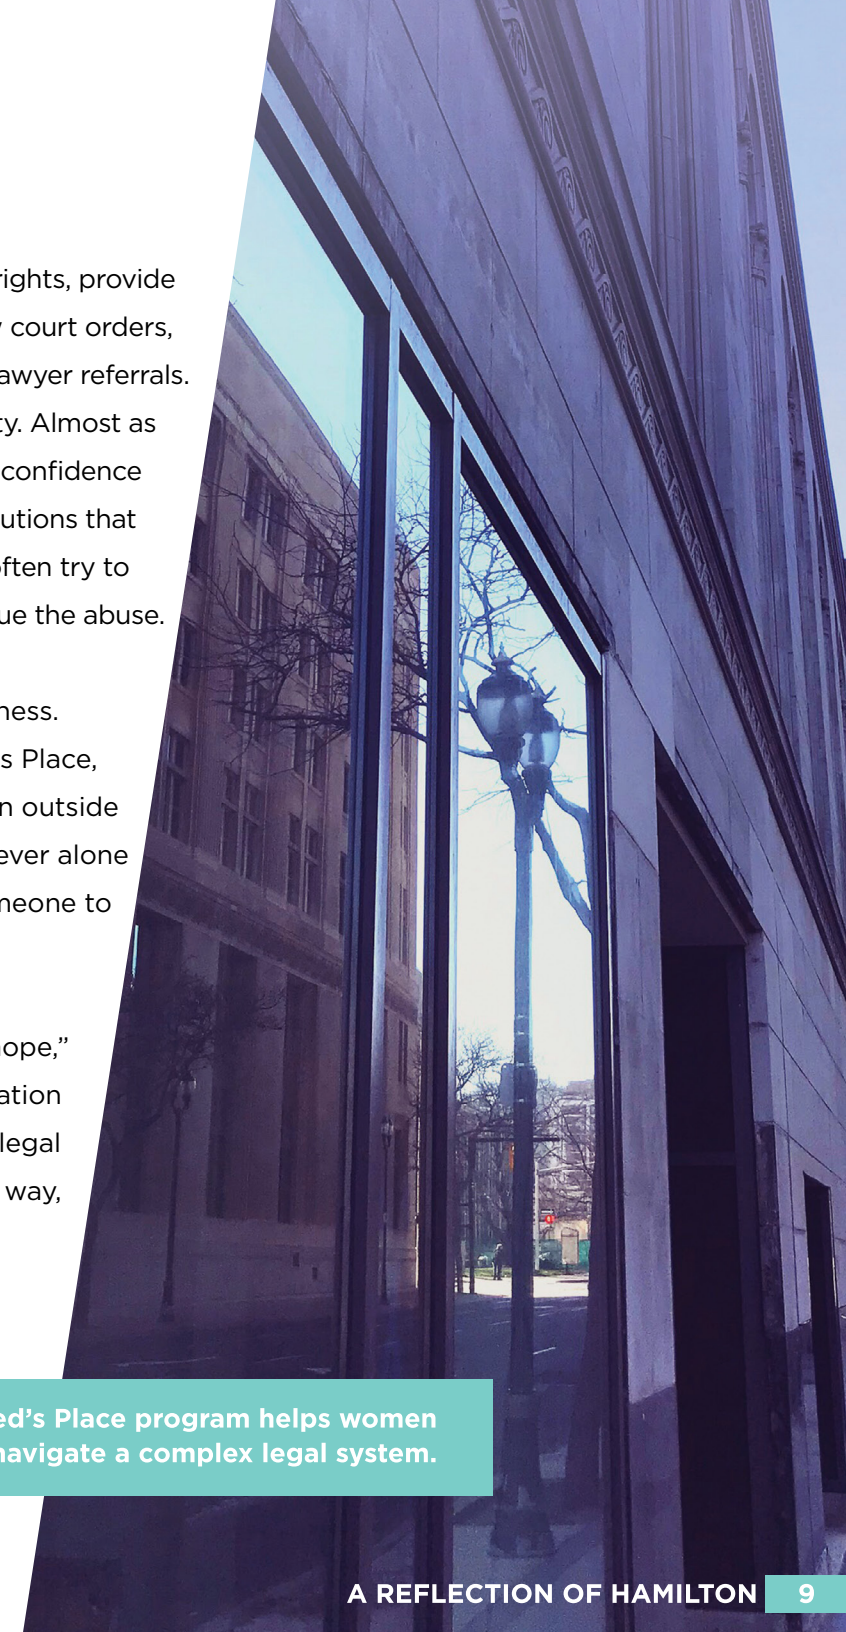 rights, provide
court orders,
awyer referrals.
ty. Almost as
confidence
utions that
ften try to
ue the abuse.
ness.
s Place,
n outside
ever alone
meone to
ope,”
ation
legal
way,
ed’s Place program helps women
navigate a complex legal system.
A REFLECTION OF HAMILTON 9